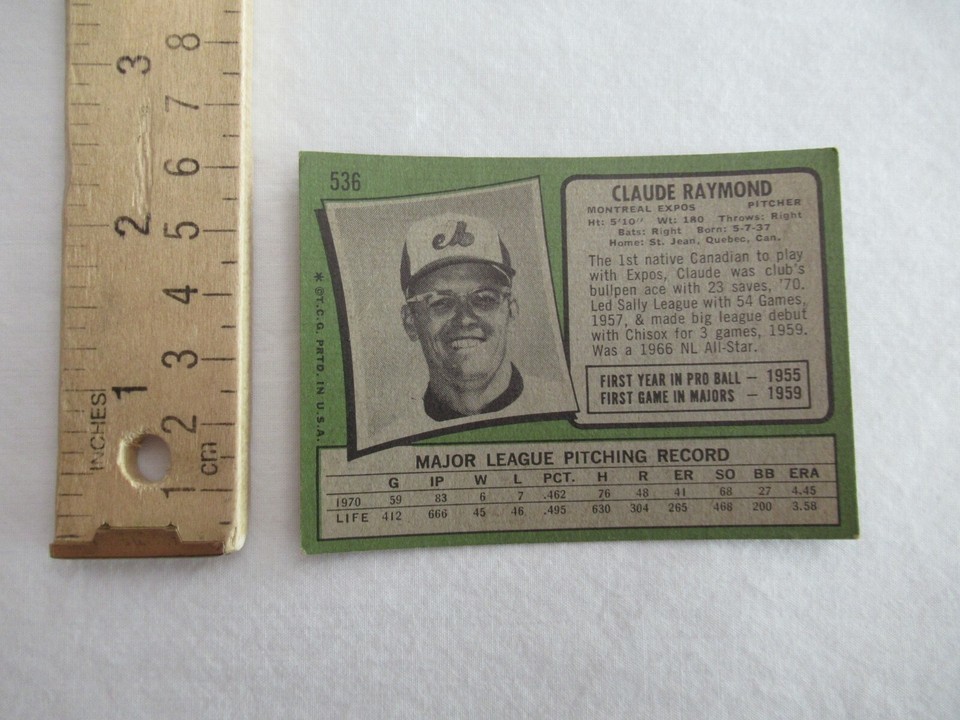 3
2
1
INCHES
8
7
6
5
4
3
2
1
cm
536
* ©T.C.G. PRTD. IN U.S.A.
CLAUDE RAYMOND
MONTREAL EXPOS PITCHER
Ht: 5'10" Wt: 180 Throws: Right
Bats: Right Born: 5-7-37
Home: St. Jean, Quebec, Can.
The 1st native Canadian to play
with Expos, Claude was club's
bullpen ace with 23 saves, '70.
Led Sally League with 54 Games,
1957, & made big league debut
with Chisox for 3 games, 1959.
Was a 1966 NL All-Star.
FIRST YEAR IN PRO BALL — 1955
FIRST GAME IN MAJORS — 1959
MAJOR LEAGUE PITCHING RECORD
G IP W L PCT. H R ER SO BB ERA
1970 59 83 6 7 .462 76 48 41 68 27 4.45
LIFE 412 666 45 46 .495 630 304 265 468 200 3.58